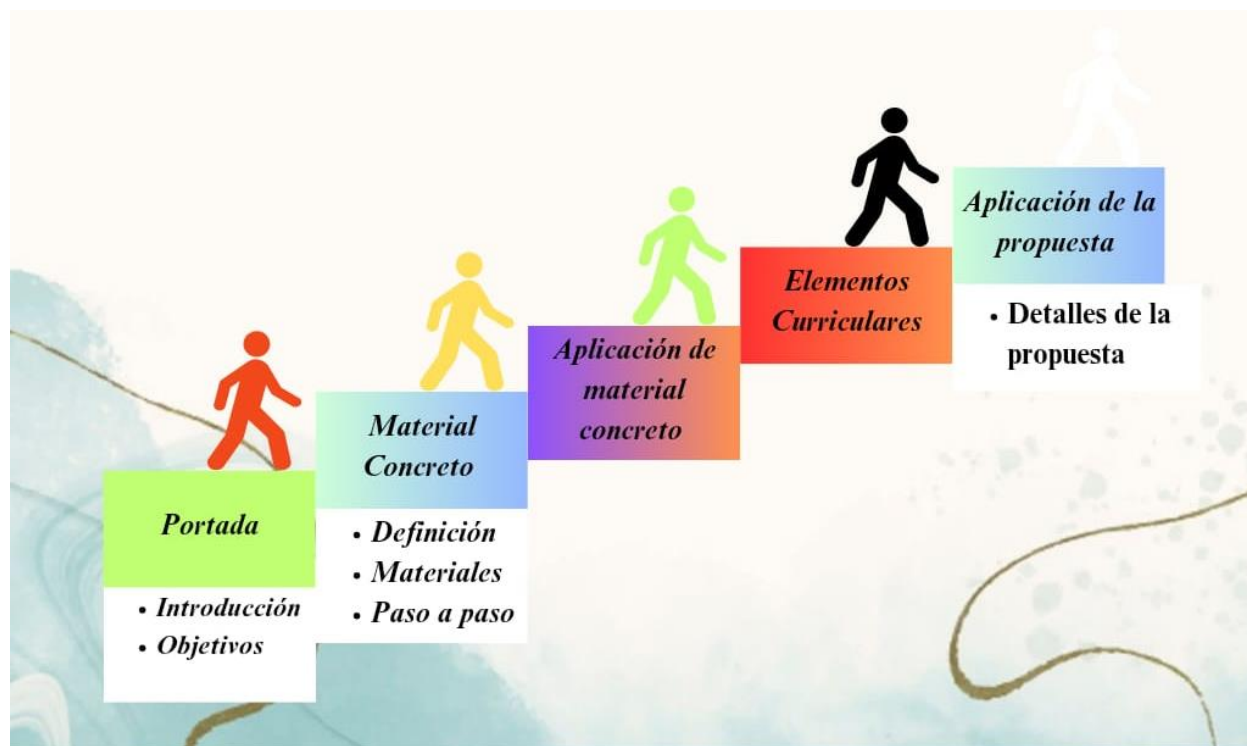 Portada
• Introducción
• Objetivos
Material
Concreto
• Definición
• Materiales
• Paso a paso
Aplicación de
material
concreto
Elementos
Curriculares
Aplicación de la
propuesta
• Detalles de la
propuesta